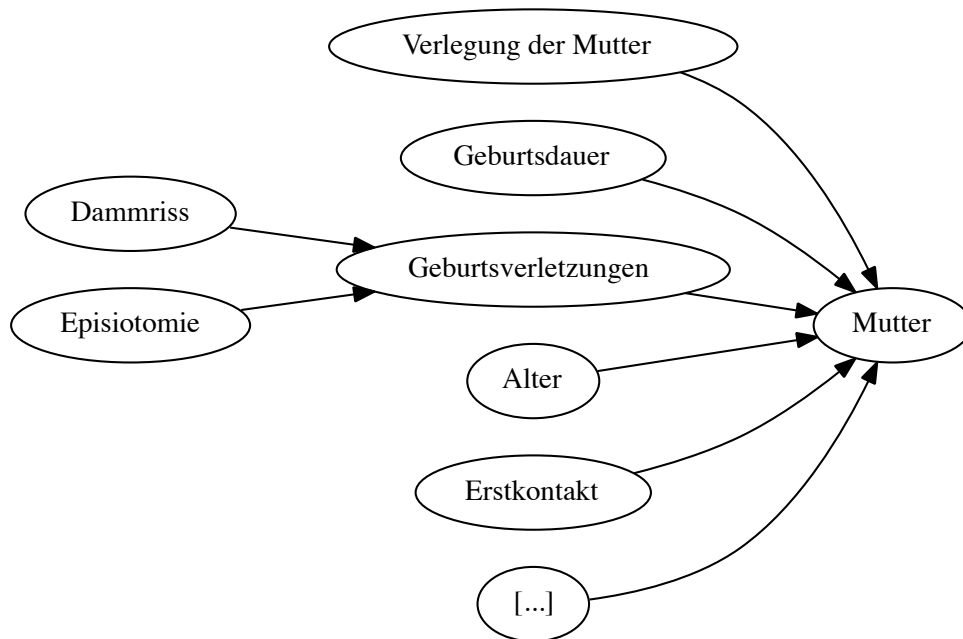 Verlegung der Mutter
Geburtsdauer
Dammriss
Geburtsverletzungen
Episiotomie
Mutter
Alter
Erstkontakt
[...]